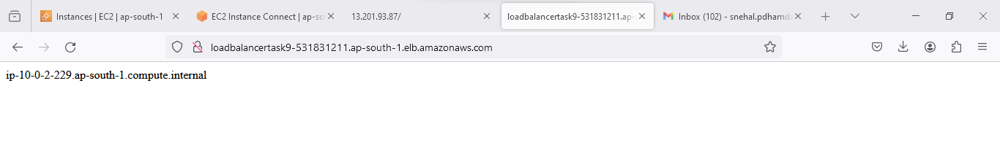 Instances | EC2 | ap-south-1
EC2 Instance Connect | ap-so
13.201.93.87/
loadbalancertask9-531831211.ap-
Inbox (102) - snehal.pdhamda
loadbalancertask9-531831211.ap-south-1.elb.amazonaws.com
ip-10-0-2-229.ap-south-1.compute.internal